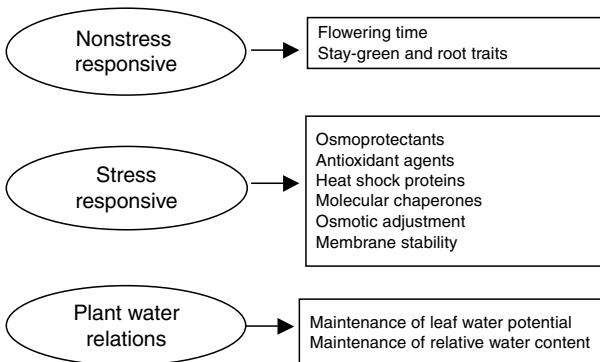 Nonstress
responsive
Flowering time
Stay-green and root traits
Stress
responsive
Osmoprotectants
Antioxidant agents
Heat shock proteins
Molecular chaperones
Osmotic adjustment
Membrane stability
Plant water
relations
Maintenance of leaf water potential
Maintenance of relative water content